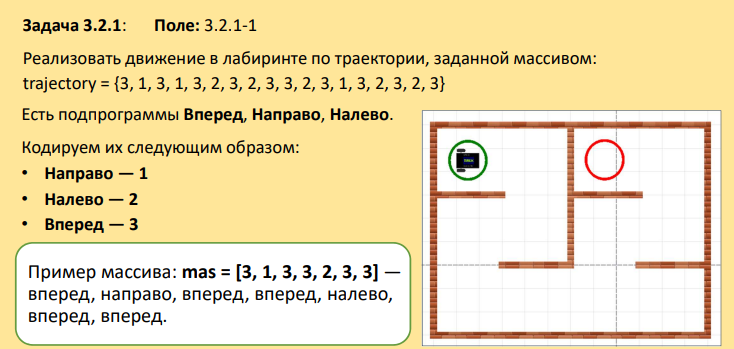 Задача 3.2.1: Поле: 3.2.1-1
Реализовать движение в лабиринте по траектории, заданной массивом:
trajectory = {3, 1, 3, 1, 3, 2, 3, 2, 3, 3, 2, 3, 1, 3, 2, 3, 2, 3}
Есть подпрограммы Вперед, Направо, Налево.
Кодируем их следующим образом:
• Направо — 1
• Налево — 2
• Вперед — 3
Пример массива: mas = [3, 1, 3, 3, 2, 3, 3] —
вперед, направо, вперед, вперед, налево,
вперед, вперед.